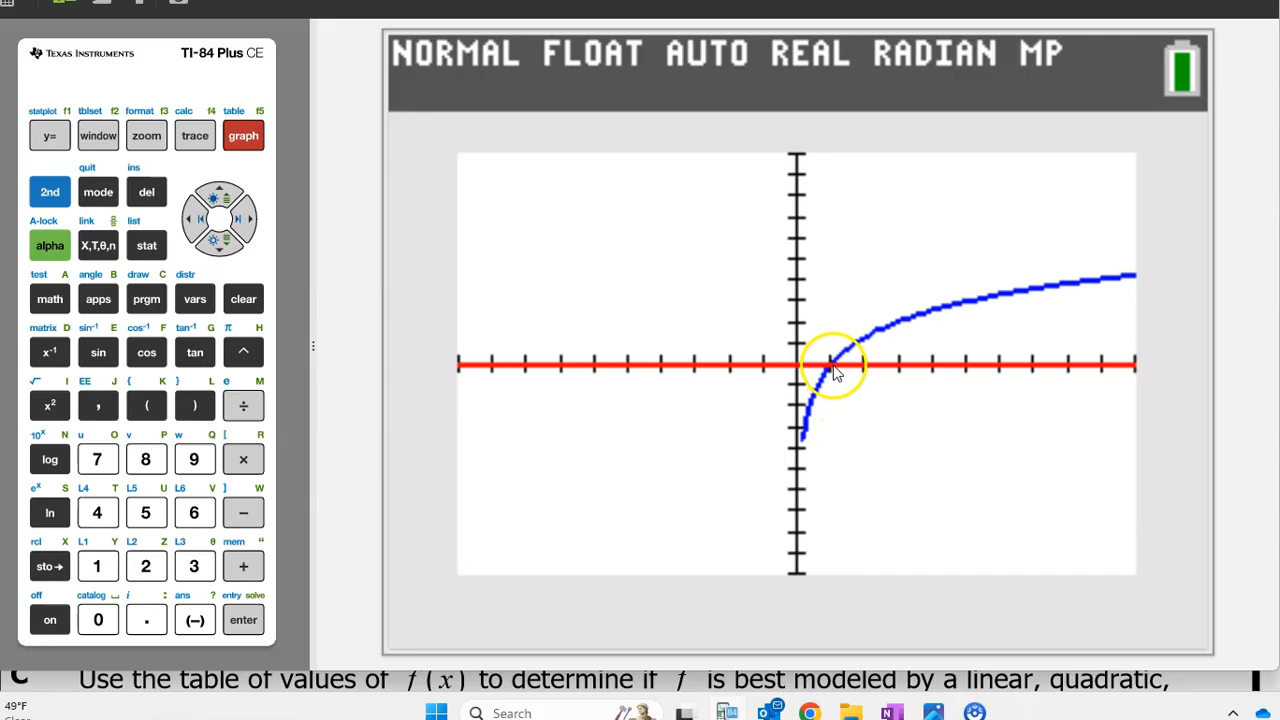 TEXAS INSTRUMENTS TI-84 Plus CE
NORMAL FLOAT AUTO REAL RADIAN MP
statplot f1 tblset f2 format f3 calc f4 table f5
y= window zoom trace graph
quit ins
2nd mode del
A-lock link list
alpha X,T,θ,n stat
test A angle B draw C distr
math apps prgm vars clear
matrix D sin⁻¹ E cos⁻¹ F tan⁻¹ G π H
x⁻¹ sin cos tan ^
√ I EE J { K } L e M
x² , ( ) ÷
10ˣ N u O v P w Q [ R
log 7 8 9 ×
eˣ S L4 T L5 U L6 V ] W
ln 4 5 6 −
rcl X L1 Y L2 Z L3 θ mem “
sto→ 1 2 3 +
off catalog i : ans ? entry solve
on 0 . (−) enter
C Use the table of values of f(x) to determine if f is best modeled by a linear, quadratic,
49°F
Clear
Search